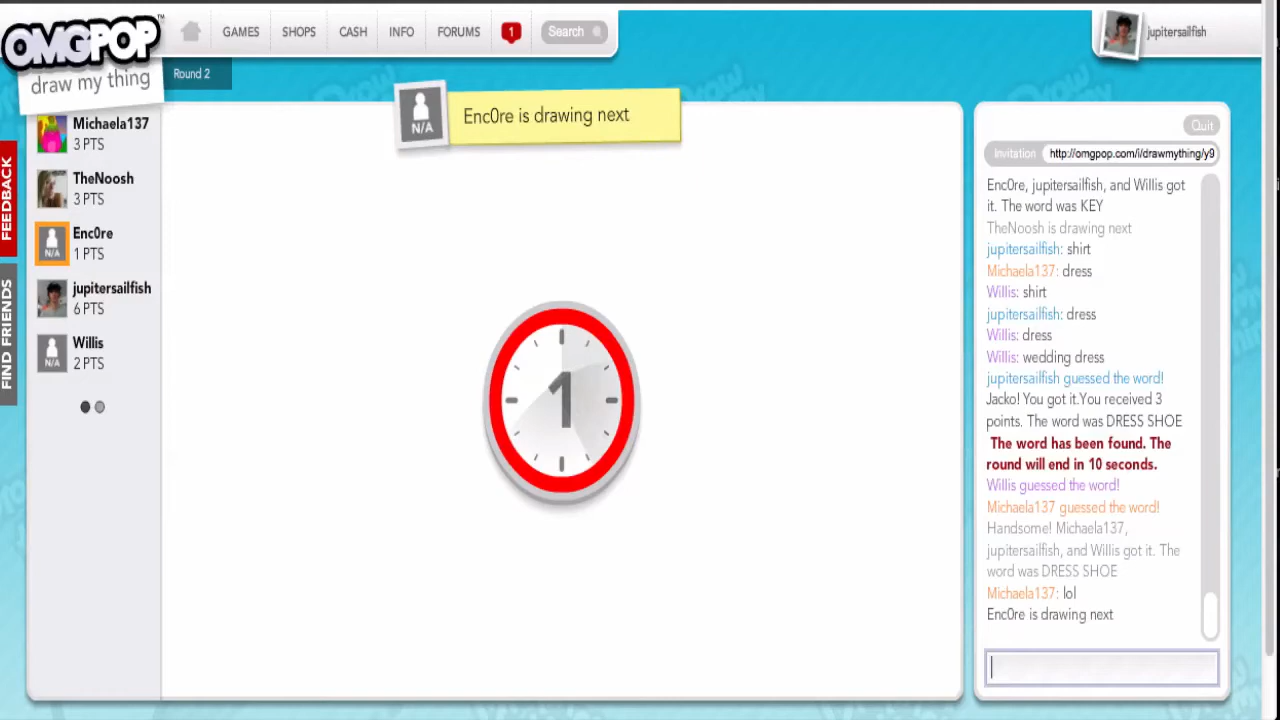 OMGPOP™
draw my thing
GAMES
SHOPS
CASH
INFO
FORUMS
1
Search
jupitersailfish
Round 2
N/A
Enc0re is drawing next
FEEDBACK
FIND FRIENDS
Michaela137
3 PTS
TheNoosh
3 PTS
N/A
Enc0re
1 PTS
jupitersailfish
6 PTS
N/A
Willis
2 PTS
1
Quit
Invitation http://omgpop.com/i/drawmything/y9
Enc0re, jupitersailfish, and Willis got
it. The word was KEY
TheNoosh is drawing next
jupitersailfish: shirt
Michaela137: dress
Willis: shirt
jupitersailfish: dress
Willis: dress
Willis: wedding dress
jupitersailfish guessed the word!
Jacko! You got it.You received 3
points. The word was DRESS SHOE
The word has been found. The
round will end in 10 seconds.
Willis guessed the word!
Michaela137 guessed the word!
Handsome! Michaela137,
jupitersailfish, and Willis got it. The
word was DRESS SHOE
Michaela137: lol
Enc0re is drawing next